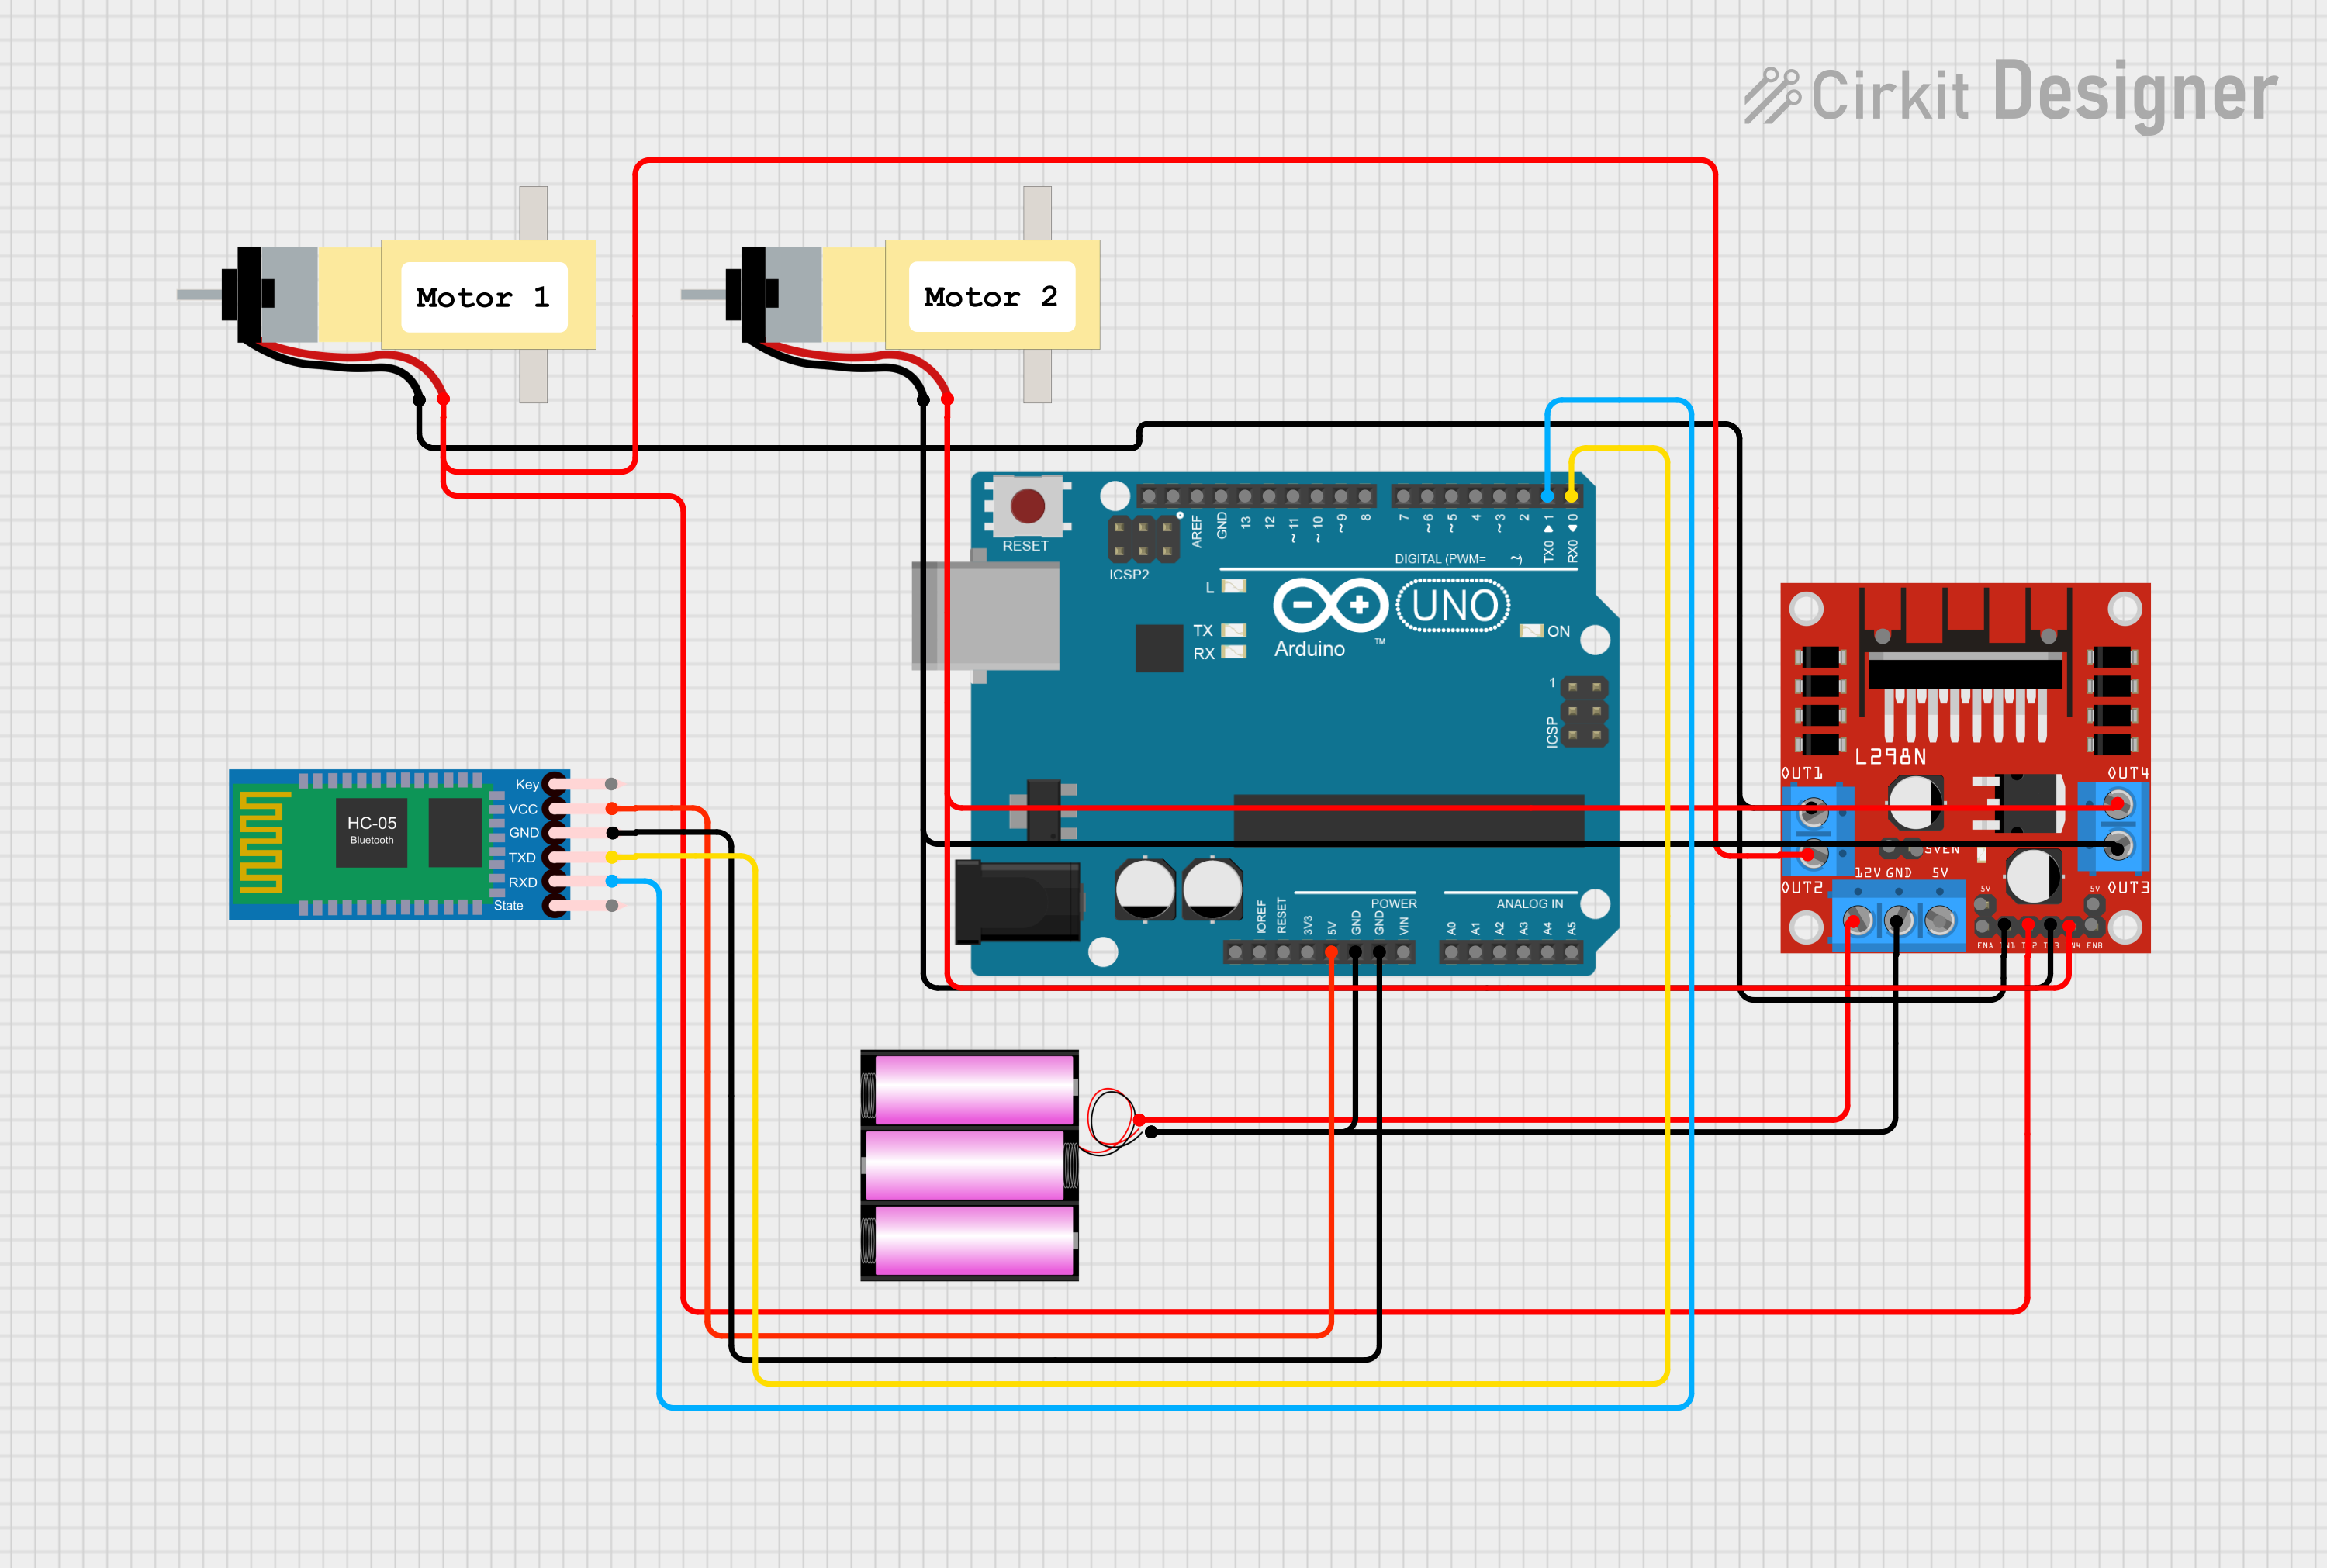 Cirkit Designer
Motor 1
Motor 2
RESET
ICSP2
AREF
GND
13
12
~11
~10
~9
8
7
~6
~5
4
~3
2
TX0 ▶ 1
RX0 ◀ 0
DIGITAL (PWM= ~)
L
TX
RX
Arduino
™
UNO
ON
1
ICSP
IOREF
RESET
3V3
5V
GND
GND
VIN
POWER
A0
A1
A2
A3
A4
A5
ANALOG IN
HC-05
Bluetooth
Key
VCC
GND
TXD
RXD
State
L298N
OUT1
OUT4
5VEN
12V GND 5V
OUT2
5V
5V
OUT3
ENA
IN4 ENB